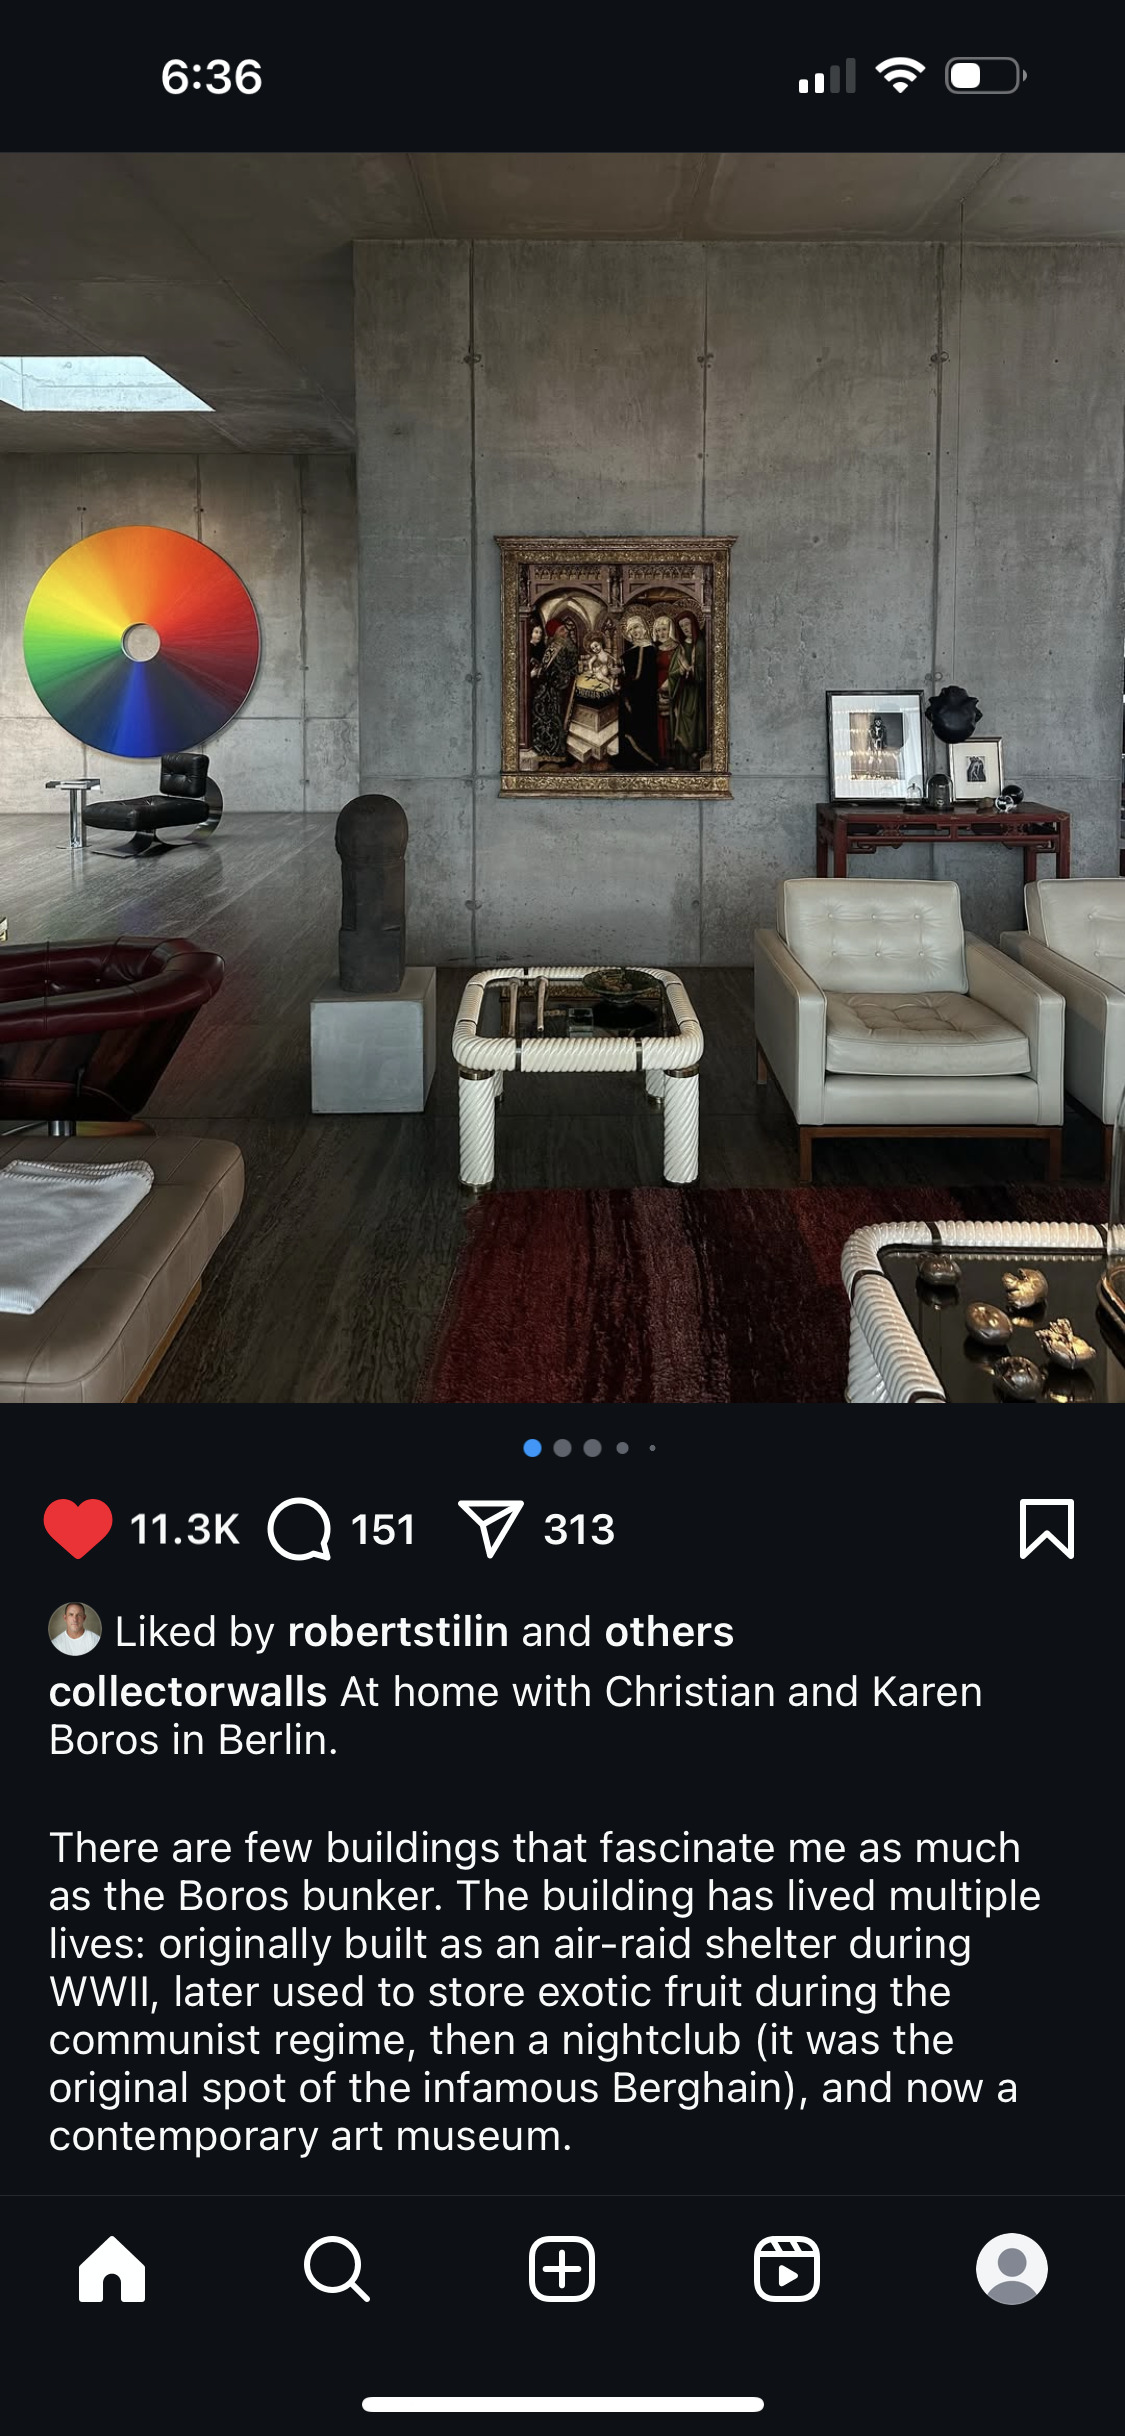 6:36
11.3K 151 313
Liked by robertstilin and others
collectorwalls At home with Christian and Karen
Boros in Berlin.
There are few buildings that fascinate me as much
as the Boros bunker. The building has lived multiple
lives: originally built as an air-raid shelter during
WWII, later used to store exotic fruit during the
communist regime, then a nightclub (it was the
original spot of the infamous Berghain), and now a
contemporary art museum.